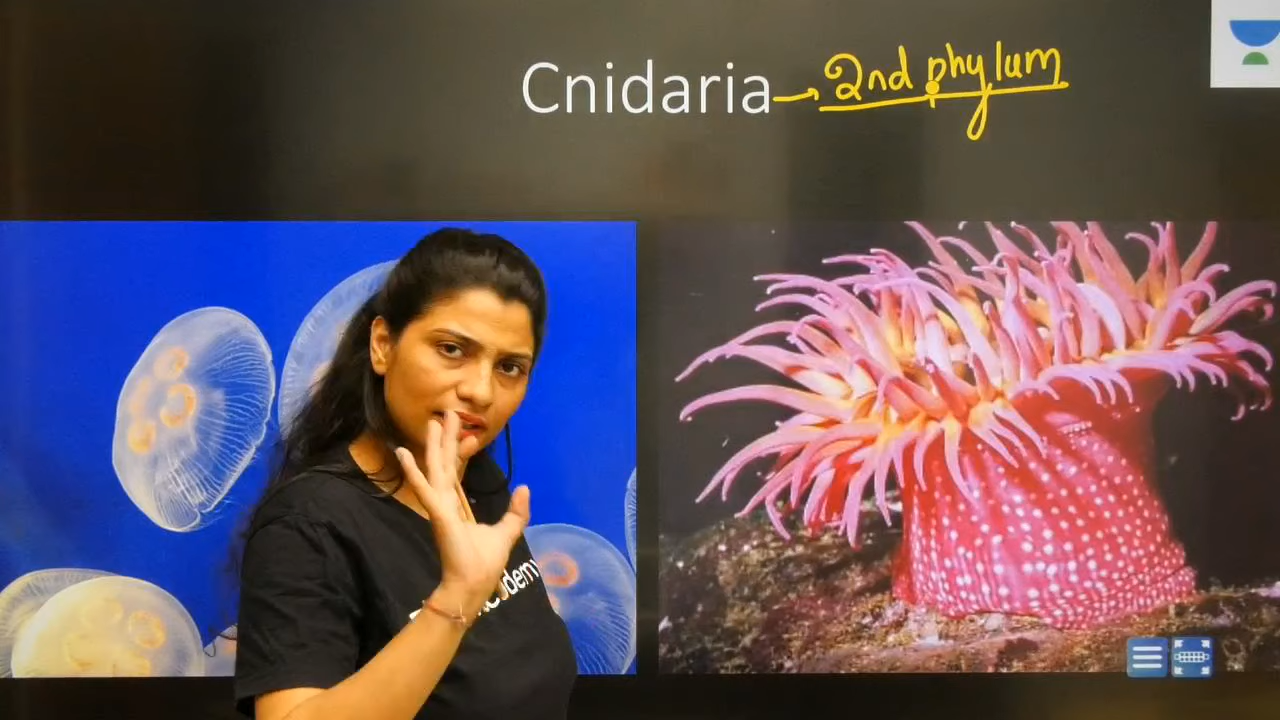 Cnidaria → 2nd phylum